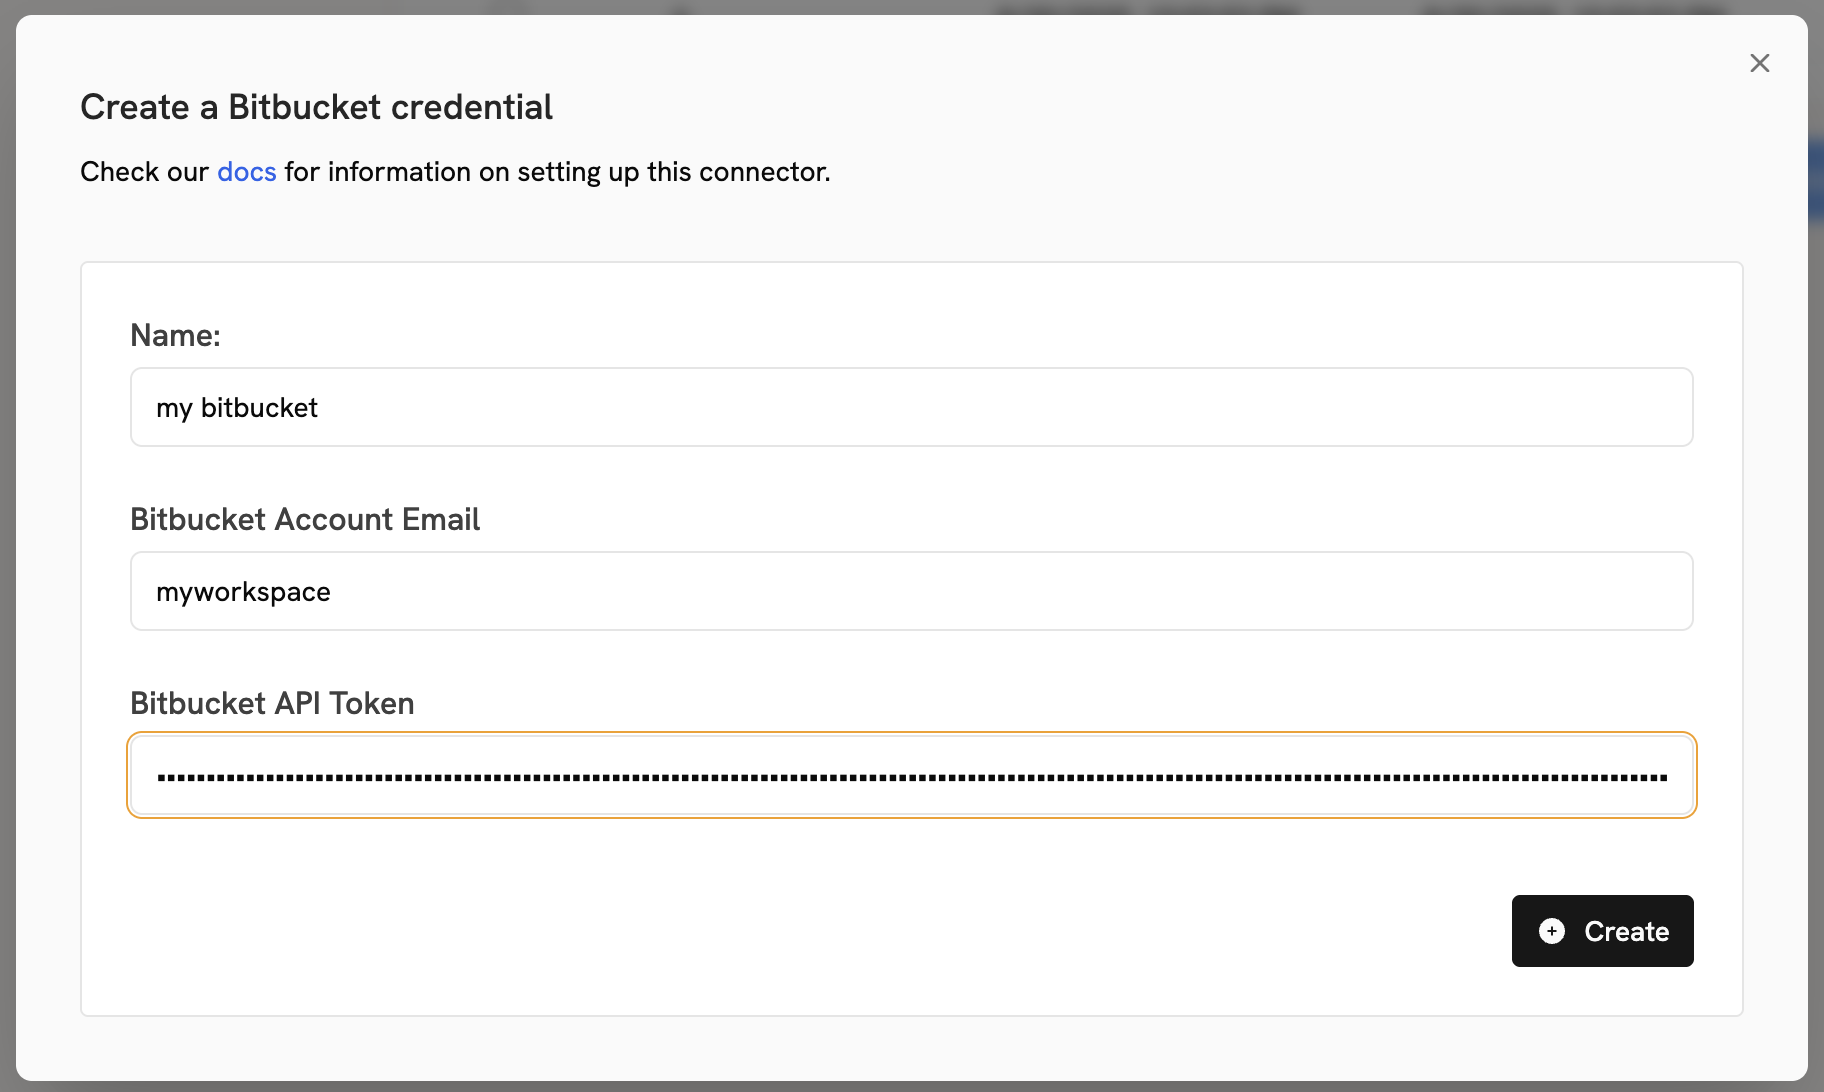 Create a Bitbucket credential
Check our docs for information on setting up this connector.
Name:
my bitbucket
Bitbucket Account Email
myworkspace
Bitbucket API Token
Create